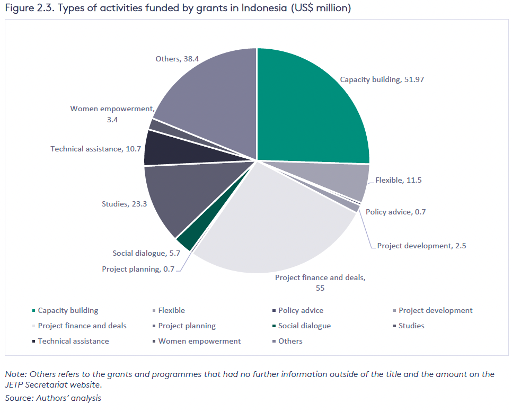 Figure 2.3. Types of activities funded by grants in Indonesia (US$ million)
Others, 38.4
Capacity building, 51.97
Women empowerment,
3.4
Technical assistance, 10.7
Flexible, 11.5
Studies, 23.3
Policy advice, 0.7
Project development, 2.5
Social dialogue, 5.7
Project planning, 0.7
Project finance and deals,
55
Capacity building
Flexible
Policy advice
Project development
Project finance and deals
Project planning
Social dialogue
Studies
Technical assistance
Women empowerment
Others
Note: Others refers to the grants and programmes that had no further information outside of the title and the amount on the
JETP Secretariat website.
Source: Authors' analysis